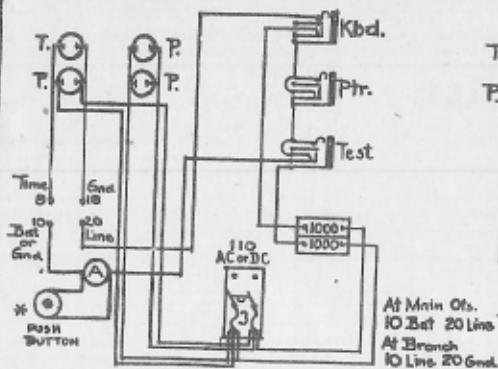 T.
P.
Kbd.
T
P.
P.
P.
Ptr.
Test
Time
Gnd
8
18
10
20
Bat or Gnd
Line
A
1000
1000
110
AC or DC
3
*
PUSH BUTTON
At Main Ofs.
10 Bat 20 Line
At Branch
10 Line 20 Gnd.